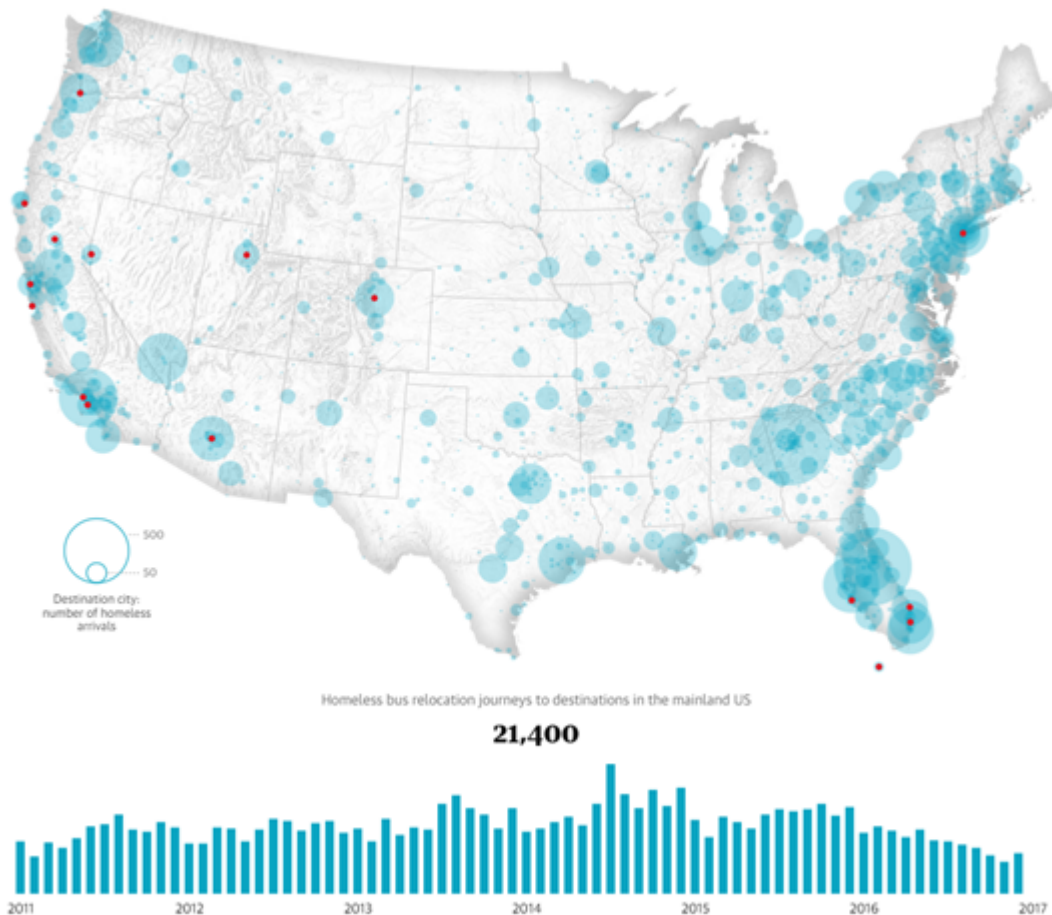 500
50
Destination city:
number of homeless
arrivals
Homeless bus relocation journeys to destinations in the mainland US
21,400
2011 2012 2013 2014 2015 2016 2017